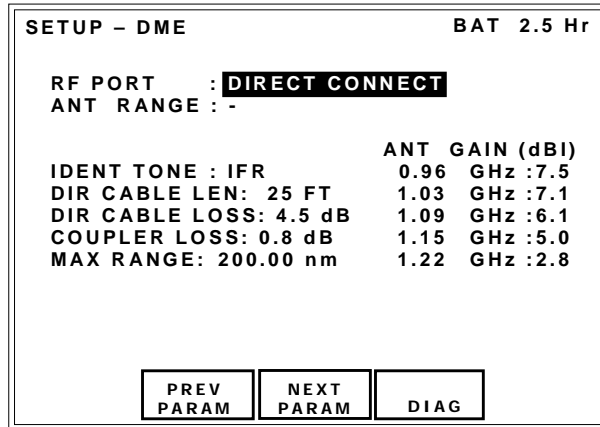 SETUP – DME BAT 2.5 Hr
RF PORT : DIRECT CONNECT
ANT RANGE : -
ANT GAIN (dBI)
IDENT TONE : IFR 0.96 GHz :7.5
DIR CABLE LEN: 25 FT 1.03 GHz :7.1
DIR CABLE LOSS: 4.5 dB 1.09 GHz :6.1
COUPLER LOSS: 0.8 dB 1.15 GHz :5.0
MAX RANGE: 200.00 nm 1.22 GHz :2.8
PREV PARAM
NEXT PARAM
DIAG